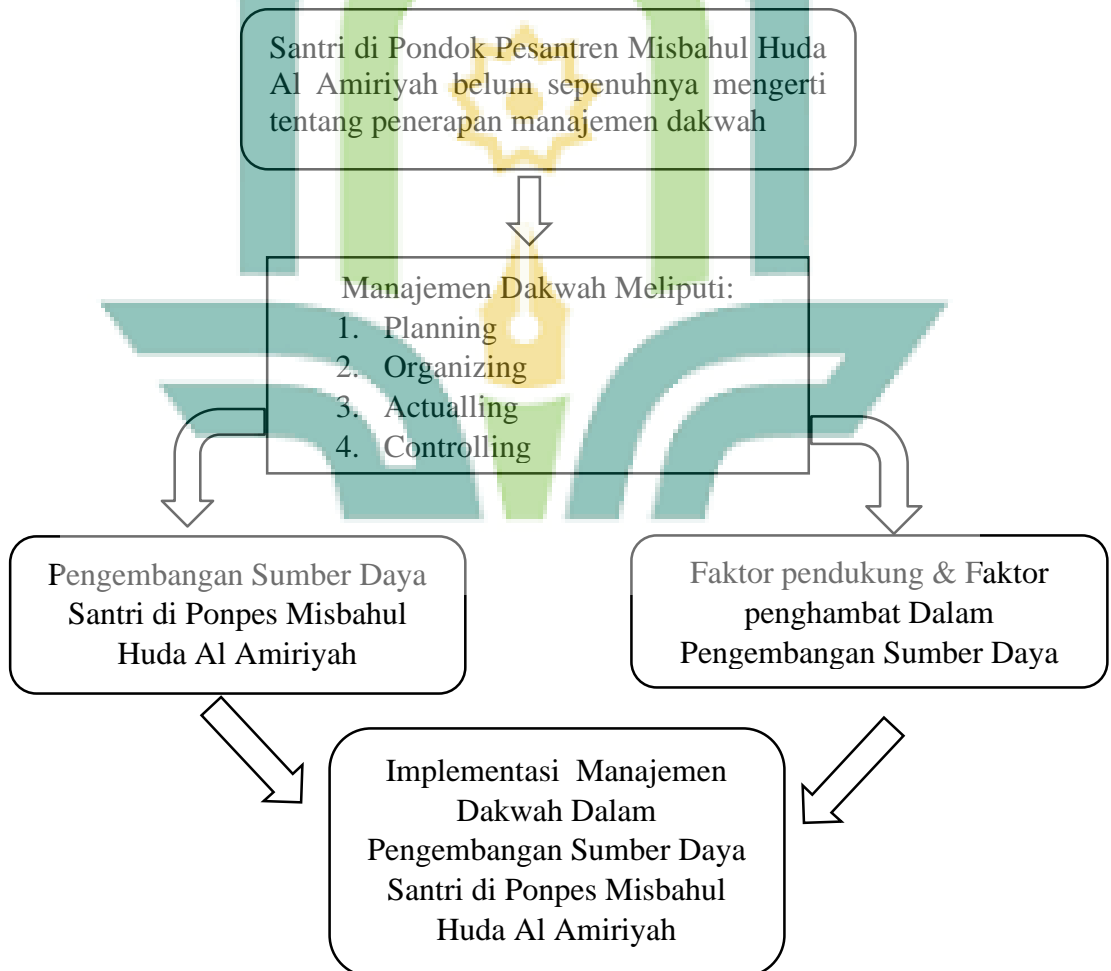 Santri di Pondok Pesantren Misbahul Huda
Al Amiriyah belum sepenuhnya mengerti
tentang penerapan manajemen dakwah
Manajemen Dakwah Meliputi:
1. Planning
2. Organizing
3. Actualling
4. Controlling
Pengembangan Sumber Daya
Santri di Ponpes Misbahul
Huda Al Amiriyah
Faktor pendukung & Faktor
penghambat Dalam
Pengembangan Sumber Daya
Implementasi Manajemen
Dakwah Dalam
Pengembangan Sumber Daya
Santri di Ponpes Misbahul
Huda Al Amiriyah